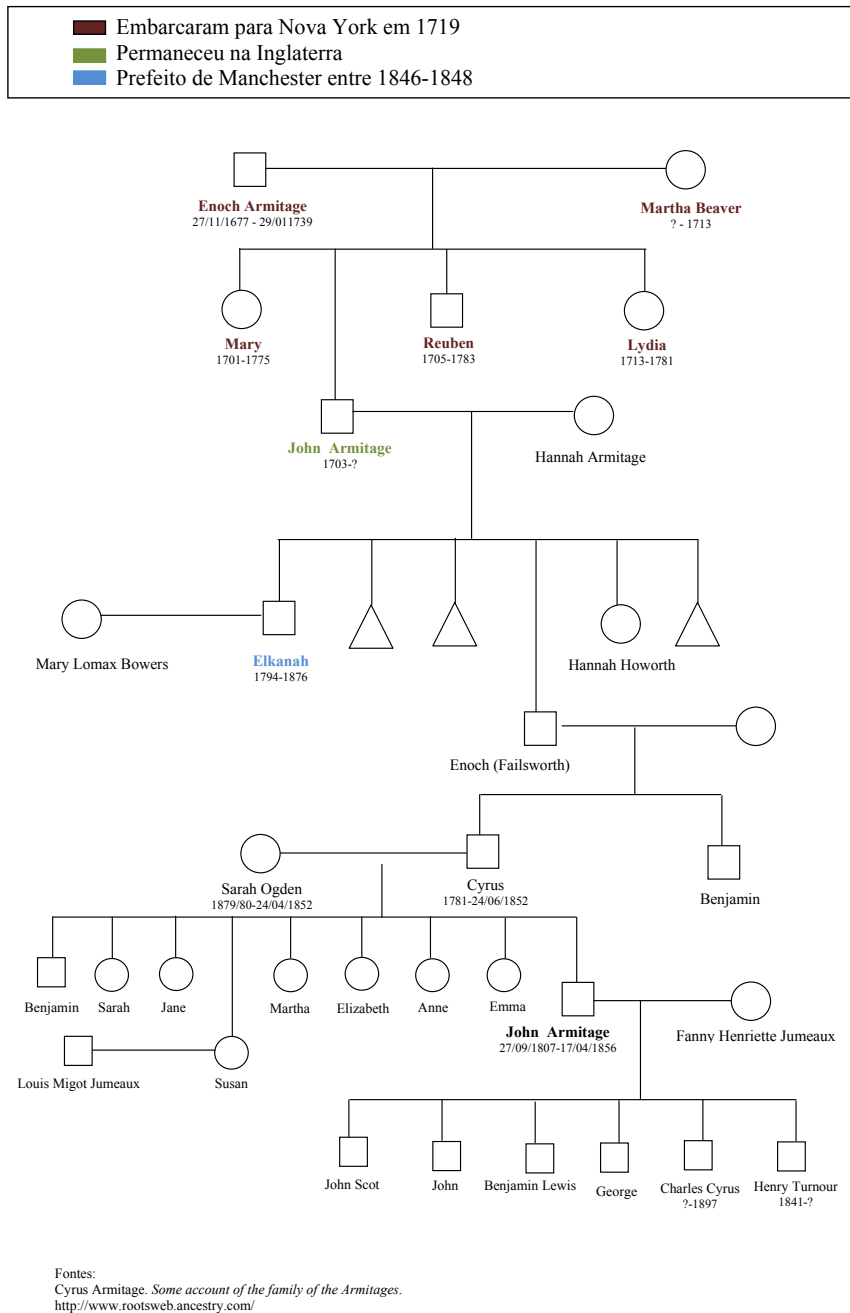 Embarcaram para Nova York em 1719
Permaneceu na Inglaterra
Prefeito de Manchester entre 1846-1848
Enoch Armitage
27/11/1677 - 29/011739
Martha Beaver
? - 1713
Mary
1701-1775
Reuben
1705-1783
Lydia
1713-1781
John Armitage
1703-?
Hannah Armitage
Mary Lomax Bowers
Elkanah
1794-1876
Hannah Howorth
Enoch (Failsworth)
Sarah Ogden
1879/80-24/04/1852
Cyrus
1781-24/06/1852
Benjamin
Benjamin
Sarah
Jane
Martha
Elizabeth
Anne
Emma
John Armitage
27/09/1807-17/04/1856
Fanny Henriette Jumeaux
Louis Migot Jumeaux
Susan
John Scot
John
Benjamin Lewis
George
Charles Cyrus
?-1897
Henry Turnour
1841-?
Fontes:
Cyrus Armitage. Some account of the family of the Armitages.
http://www.rootsweb.ancestry.com/